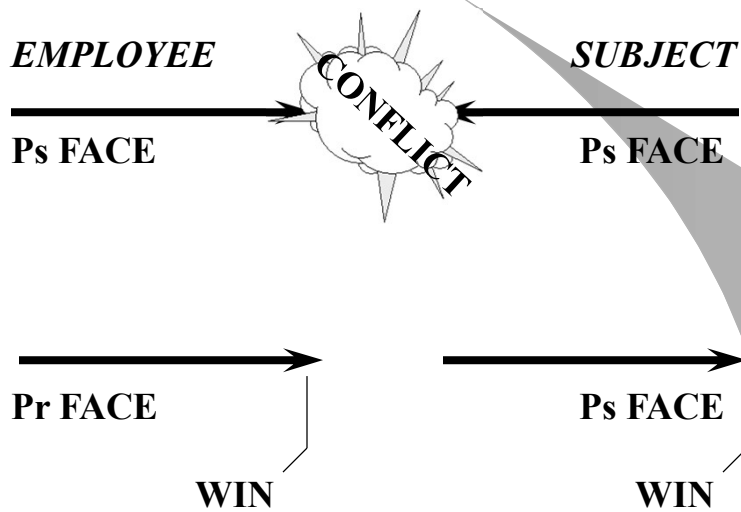 EMPLOYEE SUBJECT
CONFLICT
Ps FACE Ps FACE
Pr FACE Ps FACE
WIN WIN